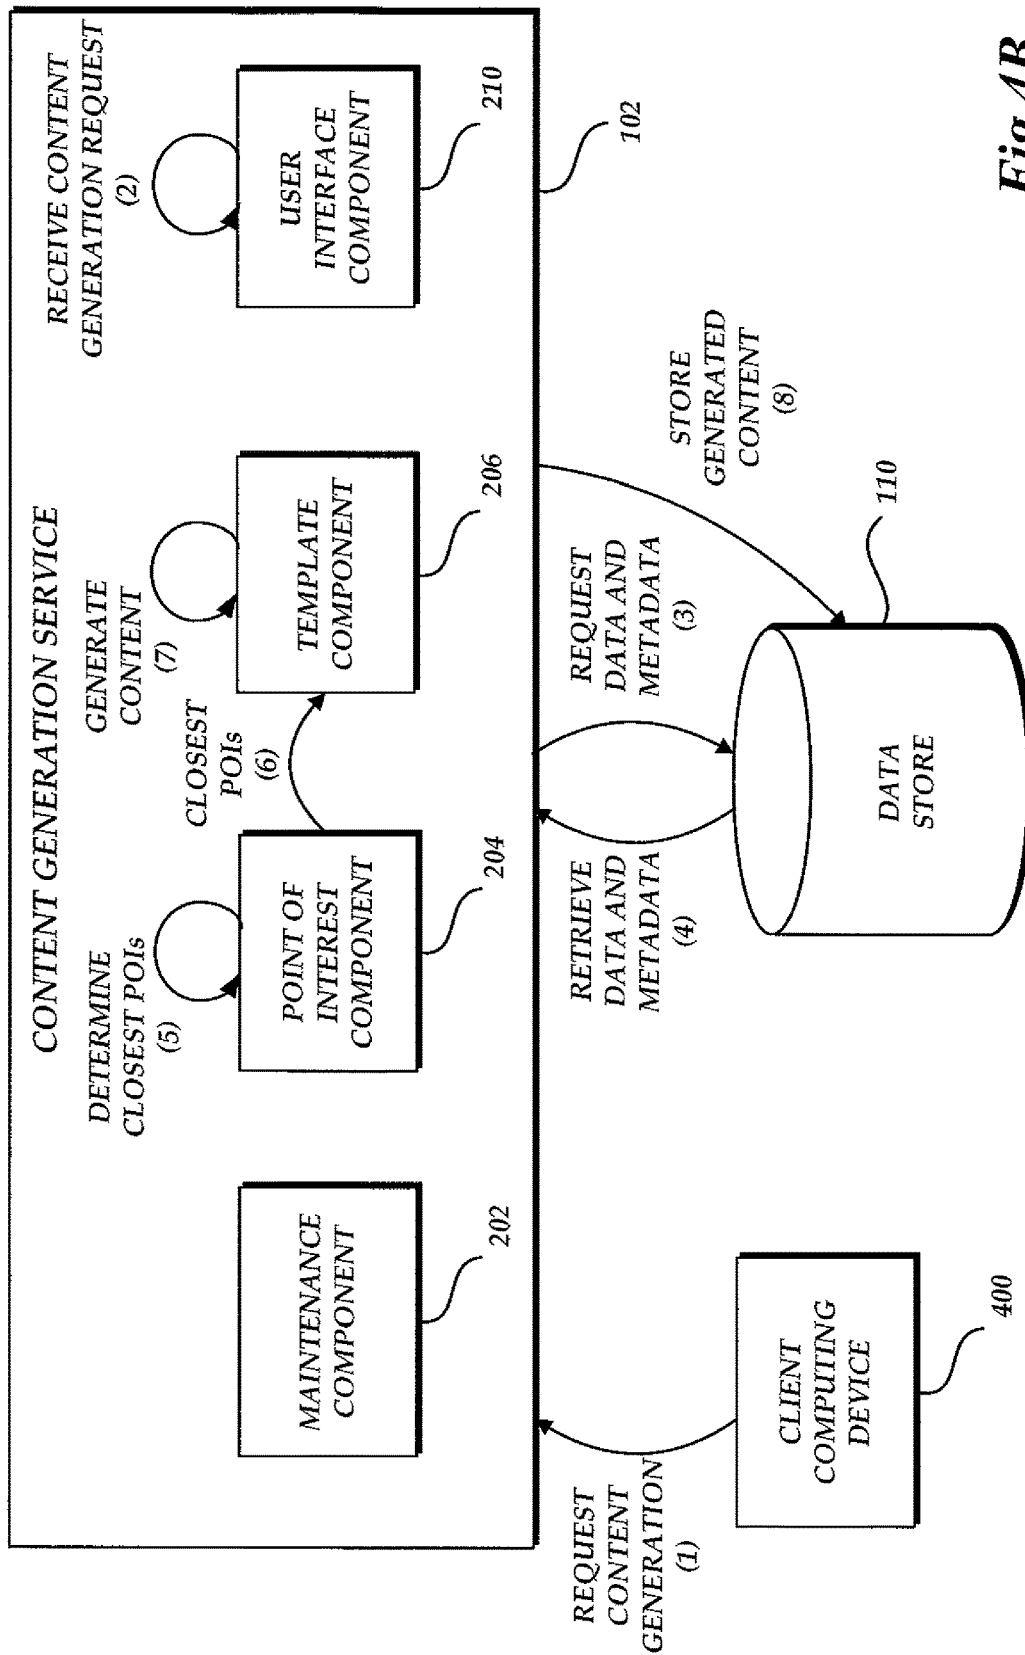 CONTENT GENERATION SERVICE
DETERMINE
CLOSEST POIs
(5)
GENERATE
CONTENT
(7)
RECEIVE CONTENT
GENERATION REQUEST
(2)
CLOSEST
POIs
(6)
MAINTENANCE
COMPONENT
202
POINT OF
INTEREST
COMPONENT
204
TEMPLATE
COMPONENT
206
USER
INTERFACE
COMPONENT
210
102
REQUEST
CONTENT
GENERATION
(1)
RETRIEVE
DATA AND
METADATA
(4)
REQUEST
DATA AND
METADATA
(3)
STORE
GENERATED
CONTENT
(8)
CLIENT
COMPUTING
DEVICE
400
DATA
STORE
110
Fig.4B.